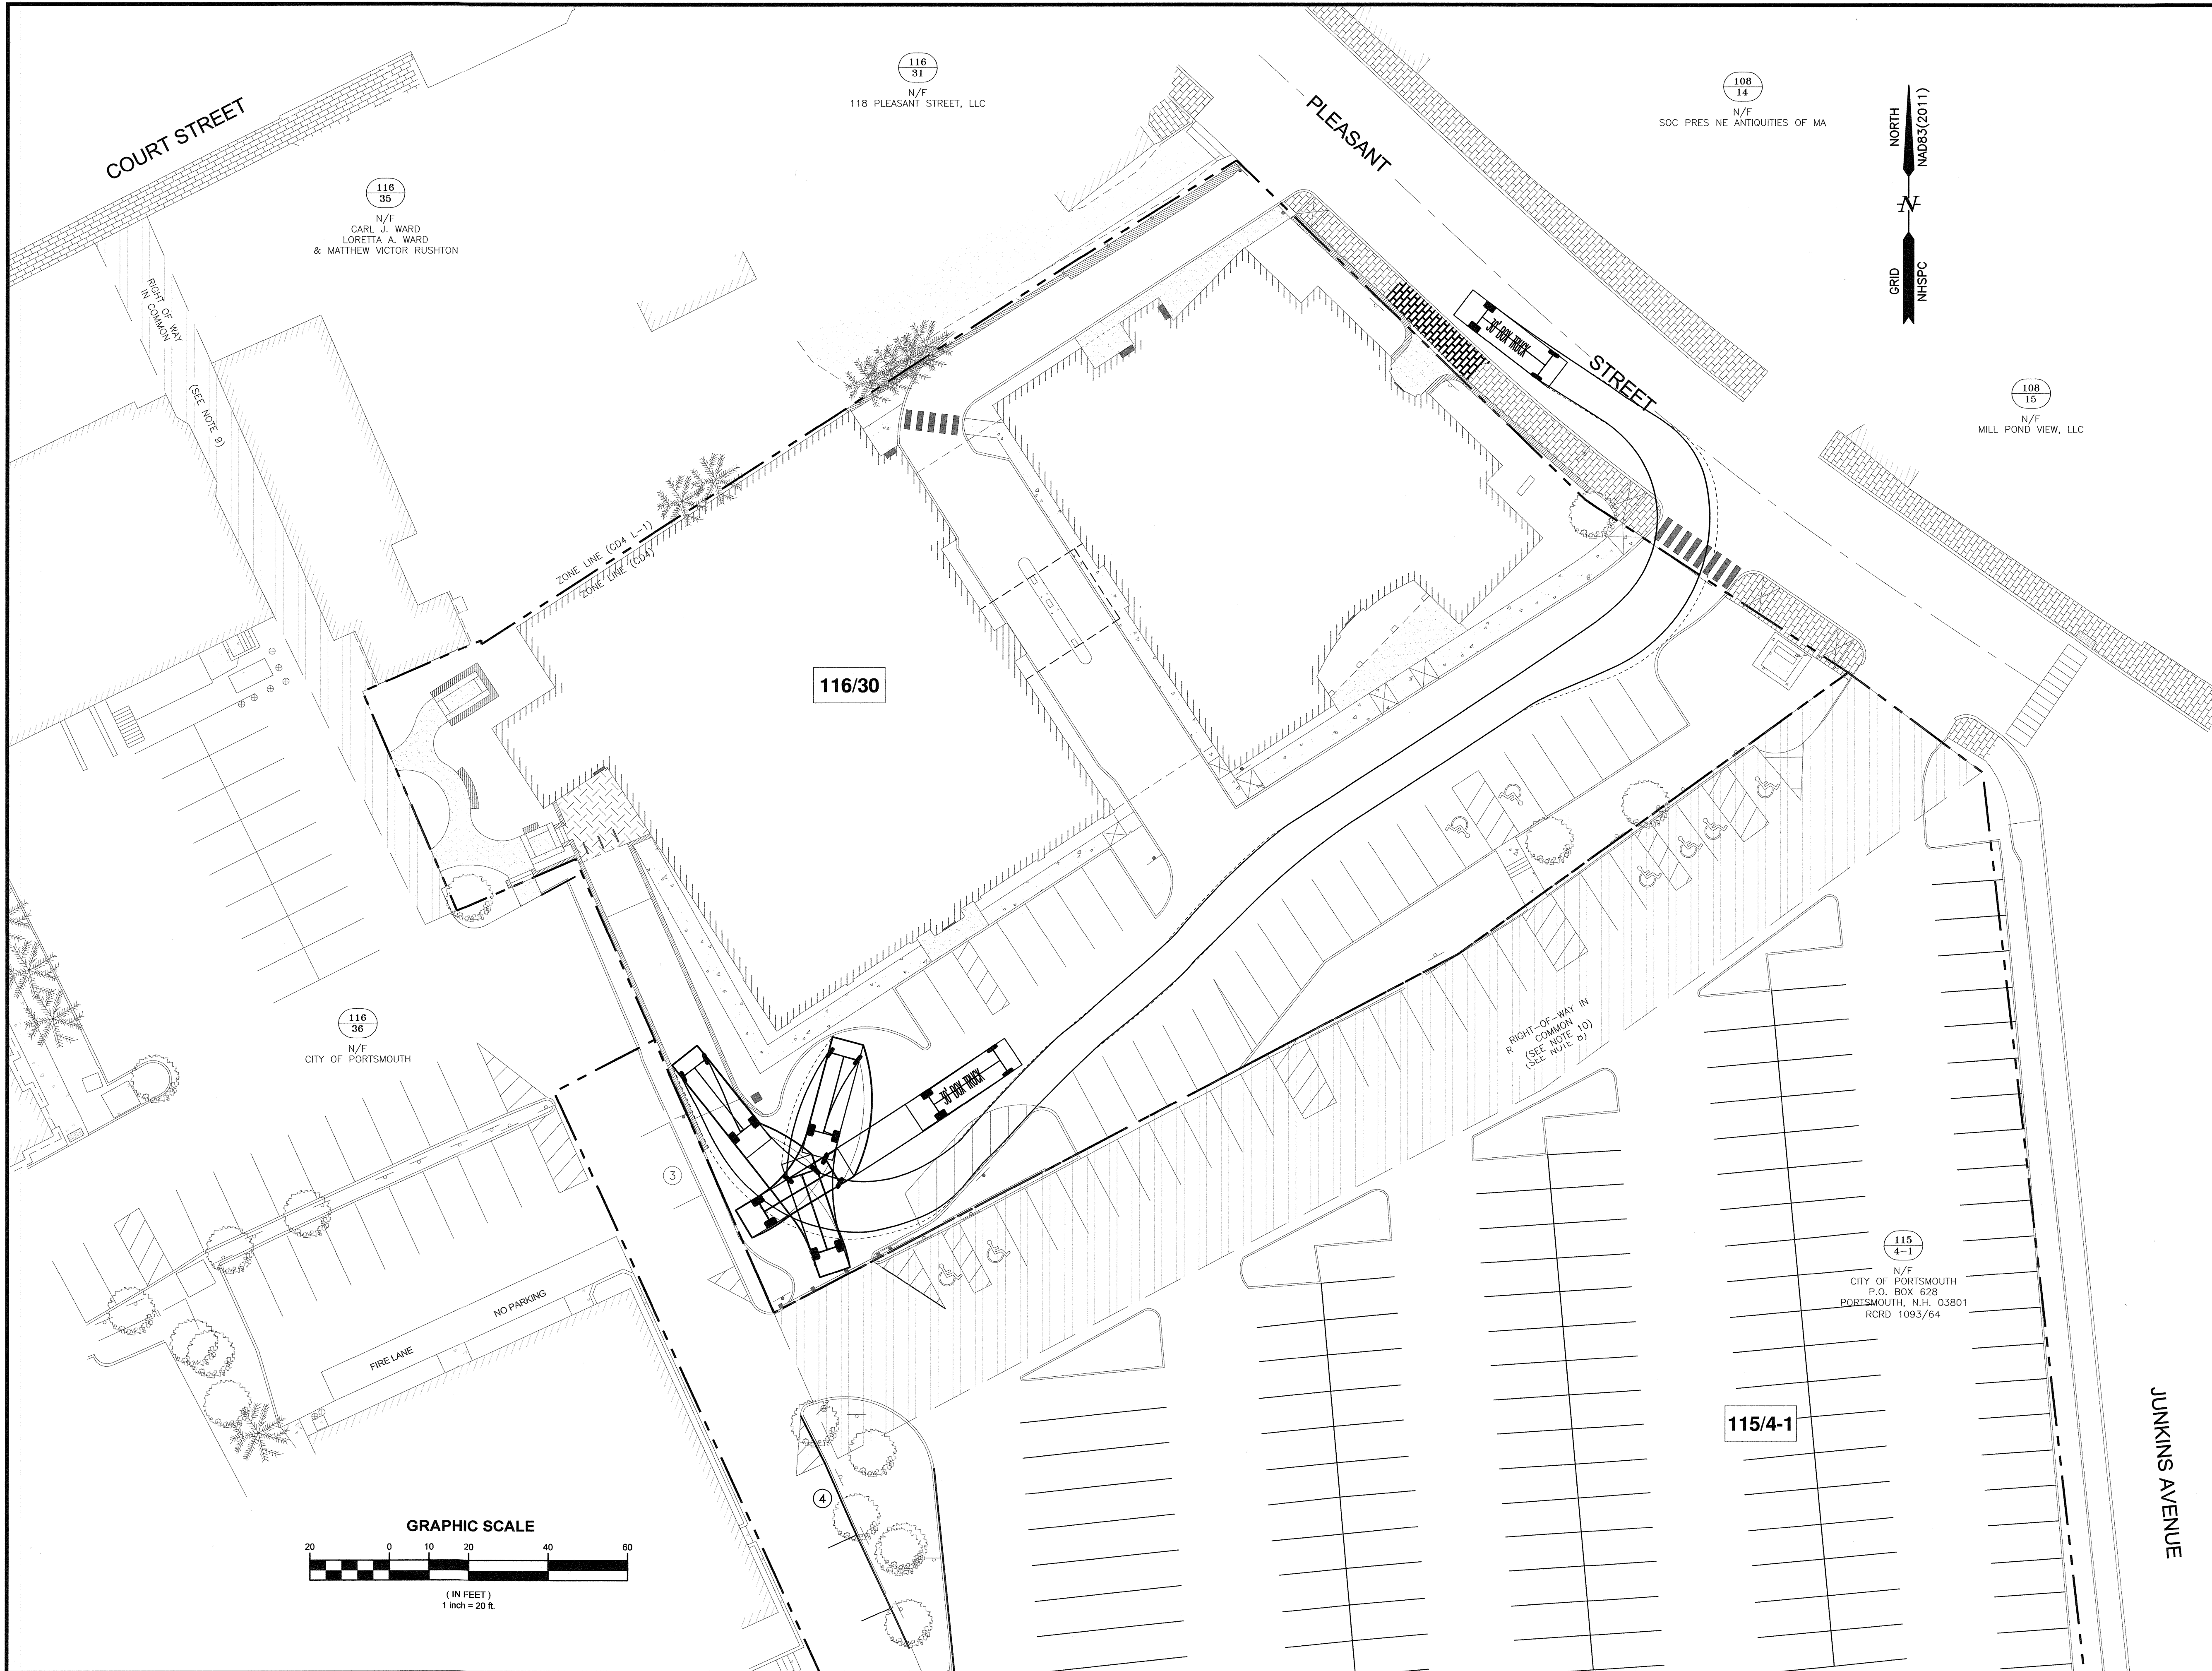 COURT STREET
116
31
N/F
118 PLEASANT STREET, LLC
PLEASANT
STREET
108
14
N/F
SOC PRES NE ANTIQUITIES OF MA
NORTH
NAD83(2011)
N
GRID
NHSPC
116
35
N/F
CARL J. WARD
LORETTA A. WARD
& MATTHEW VICTOR RUSHTON
RIGHT OF WAY
IN COMMON
(SEE NOTE 9)
30' BOX TRUCK
108
15
N/F
MILL POND VIEW, LLC
ZONE LINE (CD4 L-1)
ZONE LINE (CD4)
116/30
116
36
N/F
CITY OF PORTSMOUTH
RIGHT-OF-WAY IN
R COMMON
(SEE NOTE 10)
(SEE NOTE 8)
30' BOX TRUCK
3
115
4-1
N/F
CITY OF PORTSMOUTH
P.O. BOX 628
PORTSMOUTH, N.H. 03801
RCRD 1093/64
NO PARKING
FIRE LANE
115/4-1
JUNKINS AVENUE
4
GRAPHIC SCALE
20 0 10 20 40 60
( IN FEET )
1 inch = 20 ft.